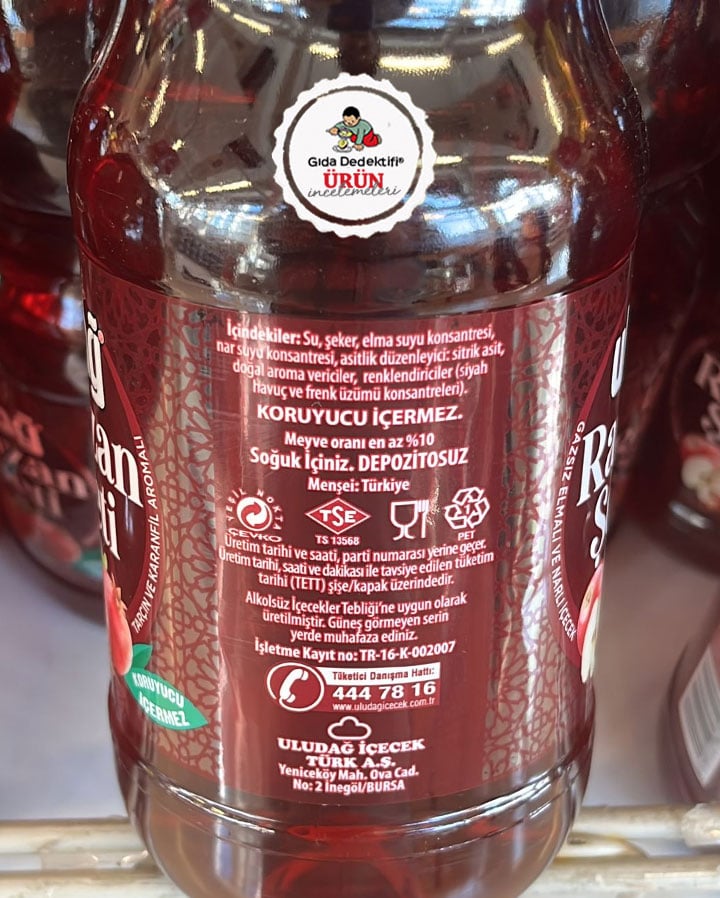 Gıda Dedektifi®
ÜRÜN
incelemeleri
İçindekiler: Su, şeker, elma suyu konsantresi,
nar suyu konsantresi, asitlik düzenleyici: sitrik asit,
doğal aroma vericiler, renklendiriciler (siyah
Havuç ve frenk üzümü konsantreleri).
KORUYUCU İÇERMEZ.
Meyve oranı en az %10
Soğuk İçiniz. DEPOZİTOSUZ
Menşei: Türkiye
YEŞİL NOKTA
ÇEVKO
TSE
TS 13568
1
PET
Üretim tarihi ve saati, parti numarası yerine geçer.
Üretim tarihi, saati ve dakikası ile tavsiye edilen tüketim
tarihi (TETT) şişe/kapak üzerindedir.
Alkolsüz İçecekler Tebliği'ne uygun olarak
üretilmiştir. Güneş görmeyen serin
yerde muhafaza ediniz.
İşletme Kayıt no: TR-16-K-002007
Tüketici Danışma Hattı:
444 78 16
www.uludagicecek.com.tr
ULUDAĞ İÇECEK
TÜRK A.Ş.
Yeniceköy Mah. Ova Cad.
No: 2 İnegöl/BURSA
TARÇIN VE KARANFİL AROMALI
KORUYUCU
İÇERMEZ
GAZSIZ ELMALI VE NARLI İÇECEK